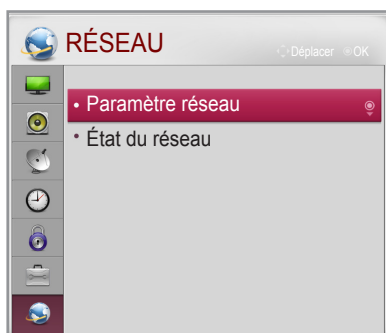 RÉSEAU
Déplacer OK
• Paramètre réseau
• État du réseau